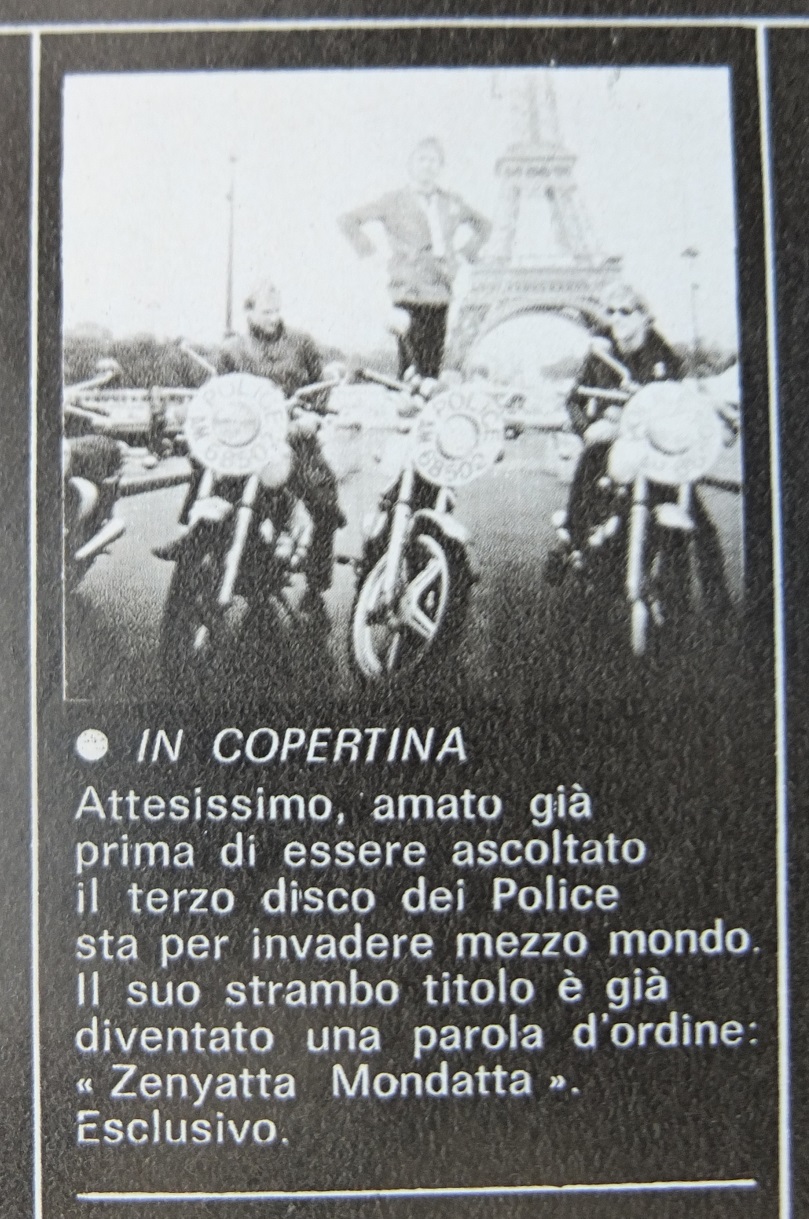 POLICE
POLICE
● IN COPERTINA
Attesissimo, amato già
prima di essere ascoltato
il terzo disco dei Police
sta per invadere mezzo mondo.
Il suo strambo titolo è già
diventato una parola d'ordine:
« Zenyatta Mondatta ».
Esclusivo.